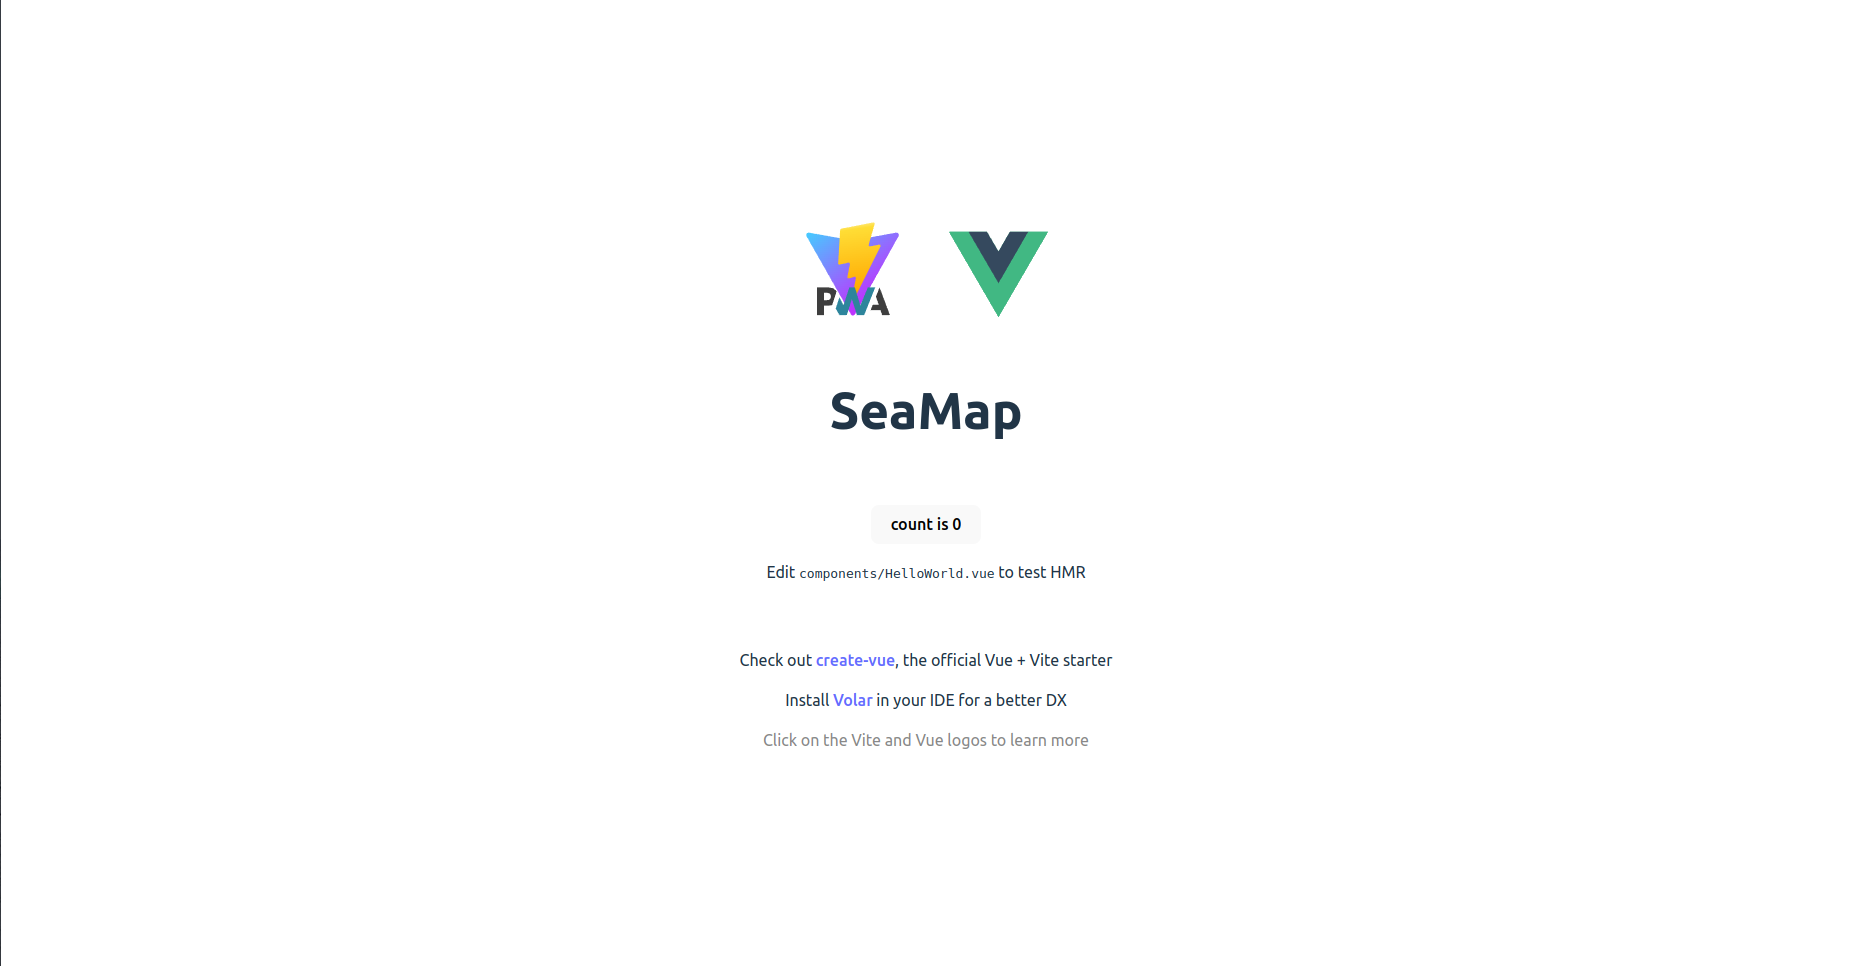 PWA
SeaMap
count is 0
Edit components/HelloWorld.vue to test HMR
Check out create-vue, the official Vue + Vite starter
Install Volar in your IDE for a better DX
Click on the Vite and Vue logos to learn more